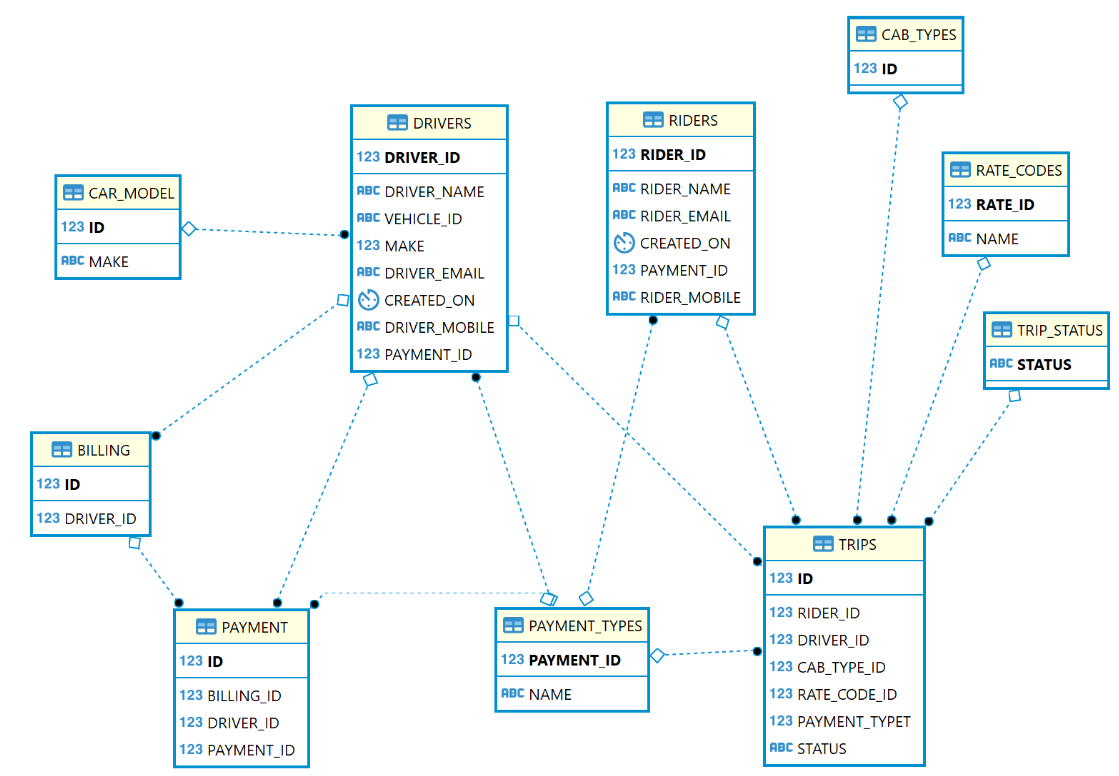 CAB_TYPES
123 ID
DRIVERS
123 DRIVER_ID
ABC DRIVER_NAME
ABC VEHICLE_ID
123 MAKE
ABC DRIVER_EMAIL
CREATED_ON
ABC DRIVER_MOBILE
123 PAYMENT_ID
RIDERS
123 RIDER_ID
ABC RIDER_NAME
ABC RIDER_EMAIL
CREATED_ON
123 PAYMENT_ID
ABC RIDER_MOBILE
CAR_MODEL
123 ID
ABC MAKE
RATE_CODES
123 RATE_ID
ABC NAME
TRIP_STATUS
ABC STATUS
BILLING
123 ID
123 DRIVER_ID
PAYMENT
123 ID
123 BILLING_ID
123 DRIVER_ID
123 PAYMENT_ID
PAYMENT_TYPES
123 PAYMENT_ID
ABC NAME
TRIPS
123 ID
123 RIDER_ID
123 DRIVER_ID
123 CAB_TYPE_ID
123 RATE_CODE_ID
123 PAYMENT_TYPET
ABC STATUS